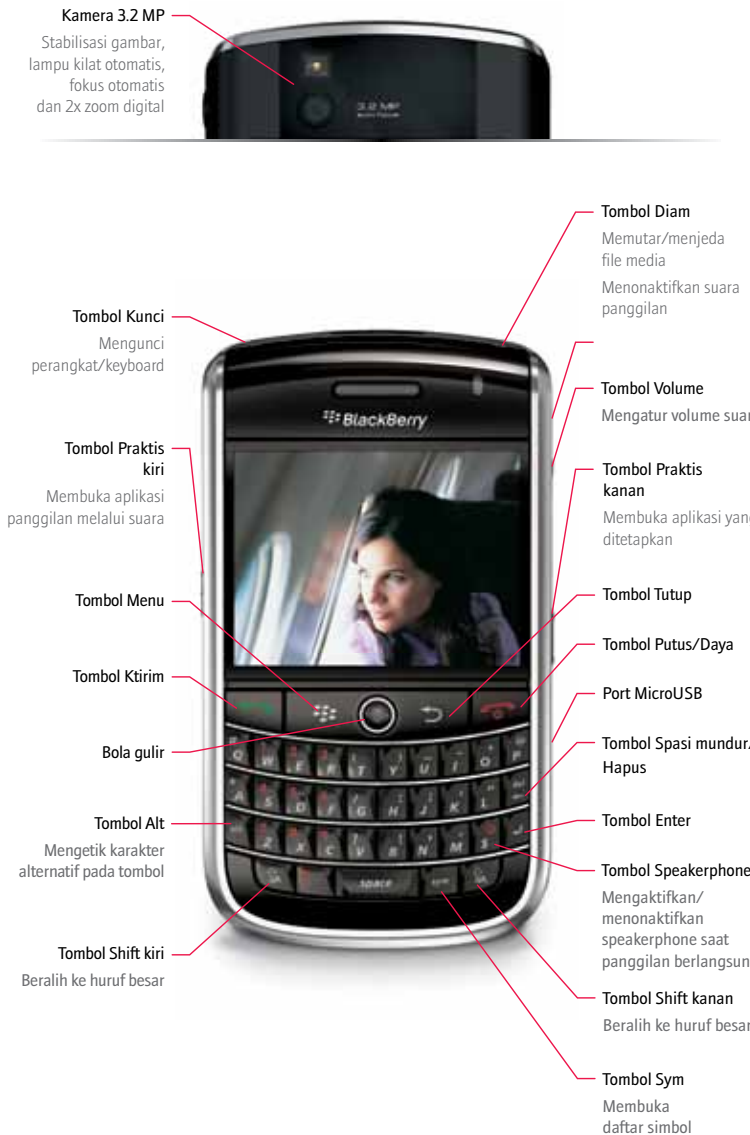 Kamera 3.2 MP
Stabilisasi gambar,
lampu kilat otomatis,
fokus otomatis
dan 2x zoom digital
3.2 MP
Tombol Diam
Memutar/menjeda
file media
Menonaktifkan suara
panggilan
Tombol Kunci
Mengunci
perangkat/keyboard
BlackBerry
Tombol Volume
Mengatur volume suar
Tombol Praktis
kiri
Membuka aplikasi
panggilan melalui suara
Tombol Praktis
kanan
Membuka aplikasi yang
ditetapkan
Tombol Menu
Tombol Tutup
Tombol Putus/Daya
Tombol Ktirim
Port MicroUSB
Bola gulir
Tombol Spasi mundur/
Hapus
Q W E R T Y U I O P
A S D F G H J K L
Z X C V B N M $
space
sym
Tombol Alt
Mengetik karakter
alternatif pada tombol
Tombol Enter
Tombol Speakerphone
Mengaktifkan/
menonaktifkan
speakerphone saat
panggilan berlangsun
Tombol Shift kiri
Beralih ke huruf besar
Tombol Shift kanan
Beralih ke huruf besar
Tombol Sym
Membuka
daftar simbol